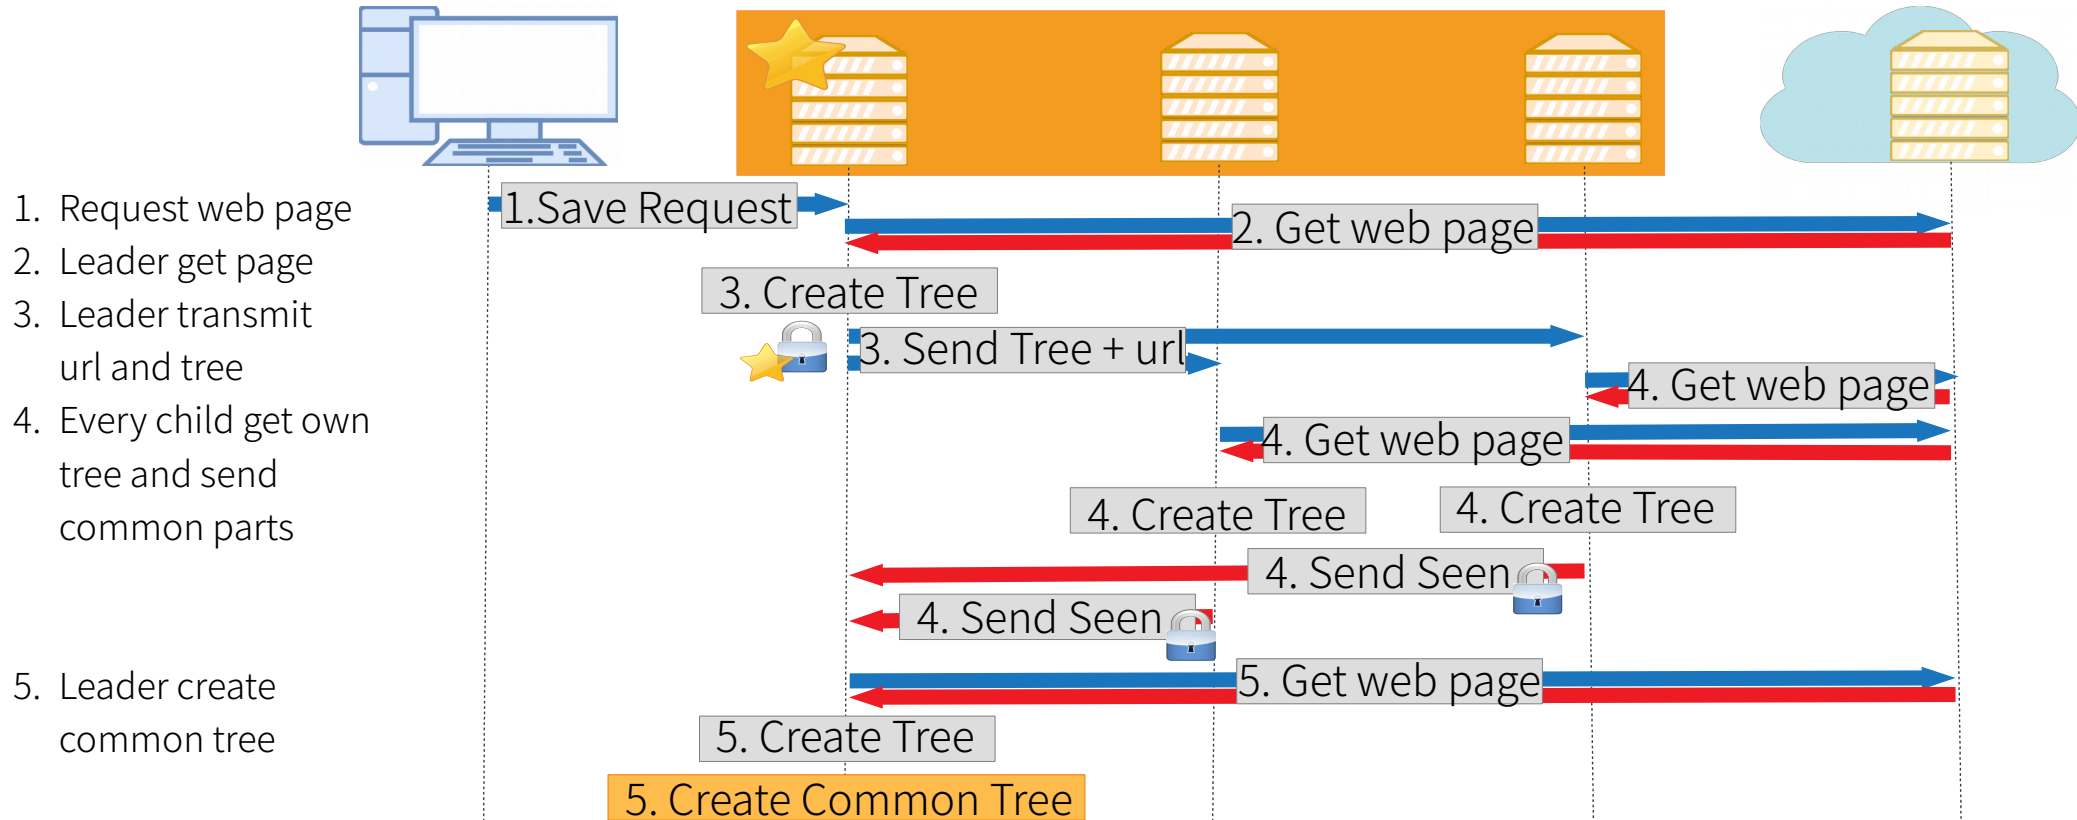 1. Request web page
2. Leader get page
3. Leader transmit
url and tree
4. Every child get own
tree and send
common parts
5. Leader create
common tree
1.Save Request
2. Get web page
3. Create Tree
3. Send Tree + url
4. Get web page
4. Get web page
4. Create Tree
4. Create Tree
4. Send Seen
4. Send Seen
5. Get web page
5. Create Tree
5. Create Common Tree